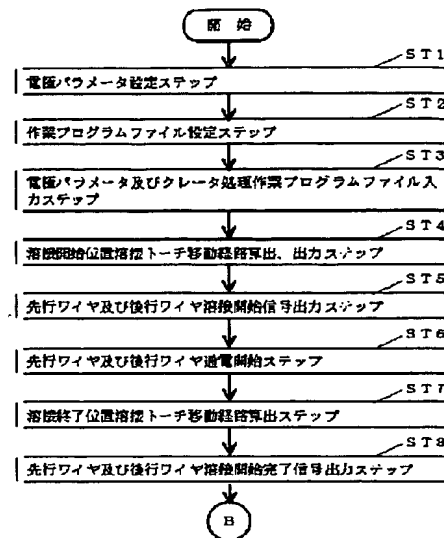 開 始
ST1
電極パラメータ設定ステップ
ST2
作業プログラムファイル設定ステップ
ST3
電極パラメータ及びクレータ処理作業プログラムファイル入
力ステップ
ST4
溶接開始位置溶接トーチ移動経路算出、出力ステップ
ST5
先行ワイヤ及び後行ワイヤ溶接開始信号出力ステップ
ST6
先行ワイヤ及び後行ワイヤ通電開始ステップ
ST7
溶接終了位置溶接トーチ移動経路算出ステップ
ST8
先行ワイヤ及び後行ワイヤ溶接開始完了信号出力ステップ
B